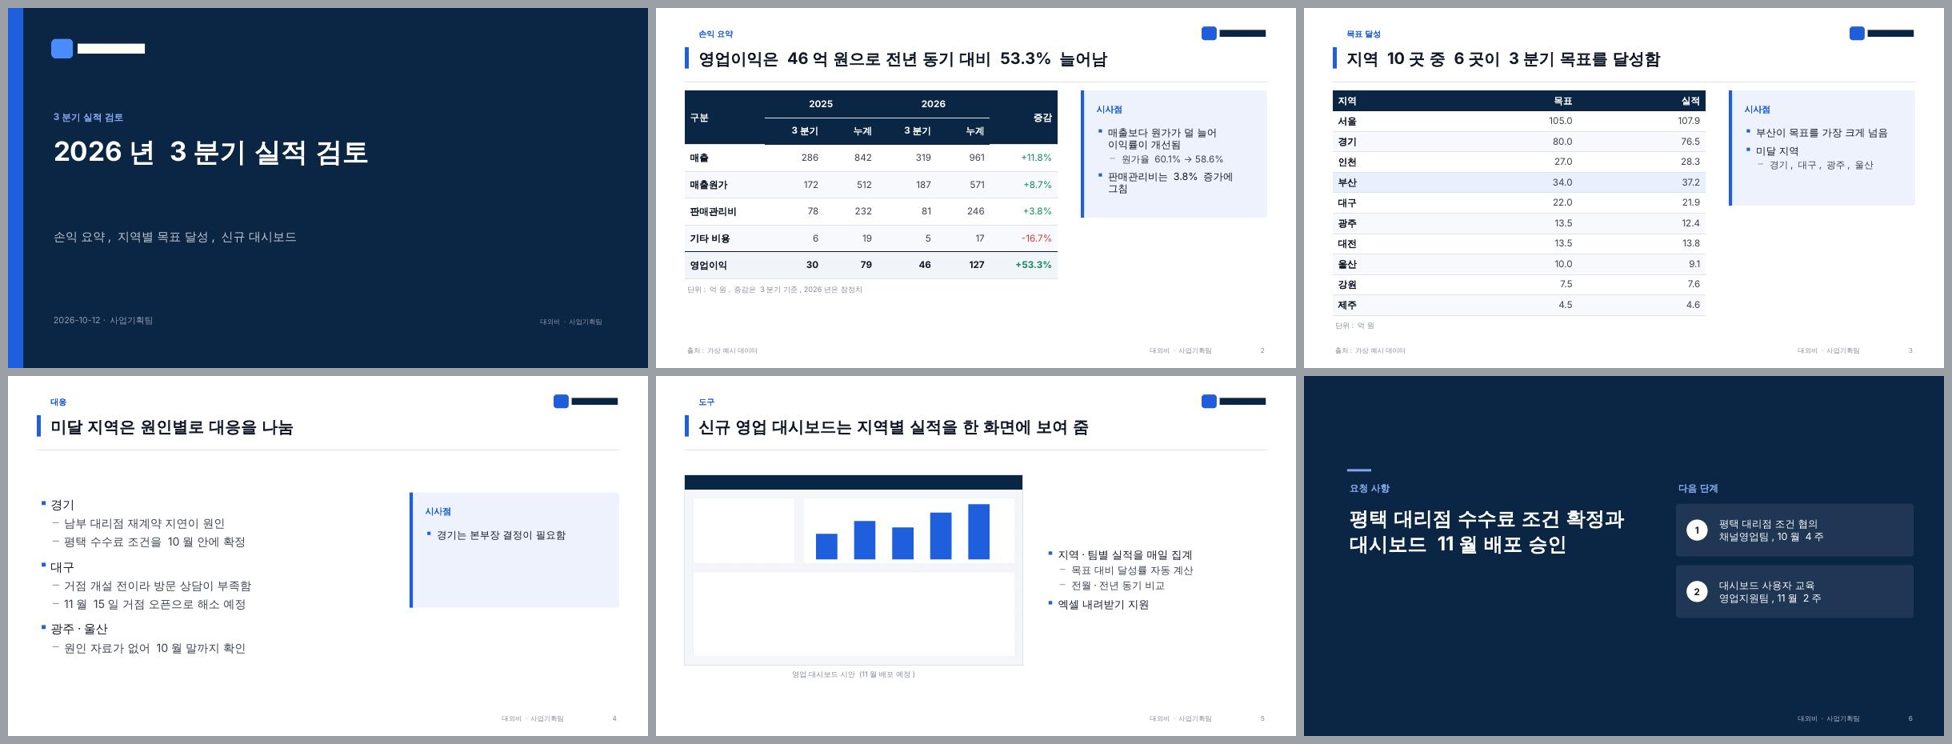 3분기 실적 검토
2026년 3분기 실적 검토
손익 요약, 지역별 목표 달성, 신규 대시보드
2026-10-12 · 사업기획팀
대외비 · 사업기획팀
손익 요약
영업이익은 46억 원으로 전년 동기 대비 53.3% 늘어남
구분 2025 2026 증감
3분기 누계 3분기 누계
매출 286 842 319 961 +11.8%
매출원가 172 512 187 571 +8.7%
판매관리비 78 232 81 246 +3.8%
기타 비용 6 19 5 17 -16.7%
영업이익 30 79 46 127 +53.3%
단위: 억 원. 증감은 3분기 기준, 2026년은 잠정치
시사점
매출보다 원가가 덜 늘어
이익률이 개선됨
– 원가율 60.1% → 58.6%
판매관리비는 3.8% 증가에
그침
출처: 가상 예시 데이터
대외비 · 사업기획팀 2
목표 달성
지역 10곳 중 6곳이 3분기 목표를 달성함
지역 목표 실적
서울 105.0 107.9
경기 80.0 76.5
인천 27.0 28.3
부산 34.0 37.2
대구 22.0 21.9
광주 13.5 12.4
대전 13.5 13.8
울산 10.0 9.1
강원 7.5 7.6
제주 4.5 4.6
단위: 억 원
시사점
부산이 목표를 가장 크게 넘음
미달 지역
– 경기, 대구, 광주, 울산
출처: 가상 예시 데이터
대외비 · 사업기획팀 3
대응
미달 지역은 원인별로 대응을 나눔
경기
– 남부 대리점 재계약 지연이 원인
– 평택 수수료 조건을 10월 안에 확정
대구
– 거점 개설 전이라 방문 상담이 부족함
– 11월 15일 거점 오픈으로 해소 예정
광주 · 울산
– 원인 자료가 없어 10월 말까지 확인
시사점
경기는 본부장 결정이 필요함
대외비 · 사업기획팀 4
도구
신규 영업 대시보드는 지역별 실적을 한 화면에 보여 줌
영업 대시보드 시안 (11월 배포 예정)
지역 · 팀별 실적을 매일 집계
– 목표 대비 달성률 자동 계산
– 전월 · 전년 동기 비교
엑셀 내려받기 지원
대외비 · 사업기획팀 5
요청 사항
평택 대리점 수수료 조건 확정과
대시보드 11월 배포 승인
다음 단계
1 평택 대리점 조건 협의
채널영업팀, 10월 4주
2 대시보드 사용자 교육
영업지원팀, 11월 2주
대외비 · 사업기획팀 6